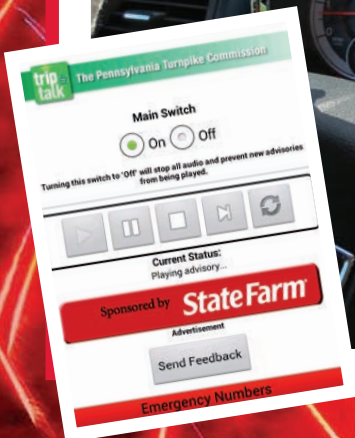 trip talk
The Pennsylvania Turnpike Commission
Main Switch
On Off
Turning this switch to "Off" will stop all audio and prevent new advisories
from being played.
Current Status:
Playing advisory...
Sponsored by State Farm
Advertisement
Send Feedback
Emergency Numbers